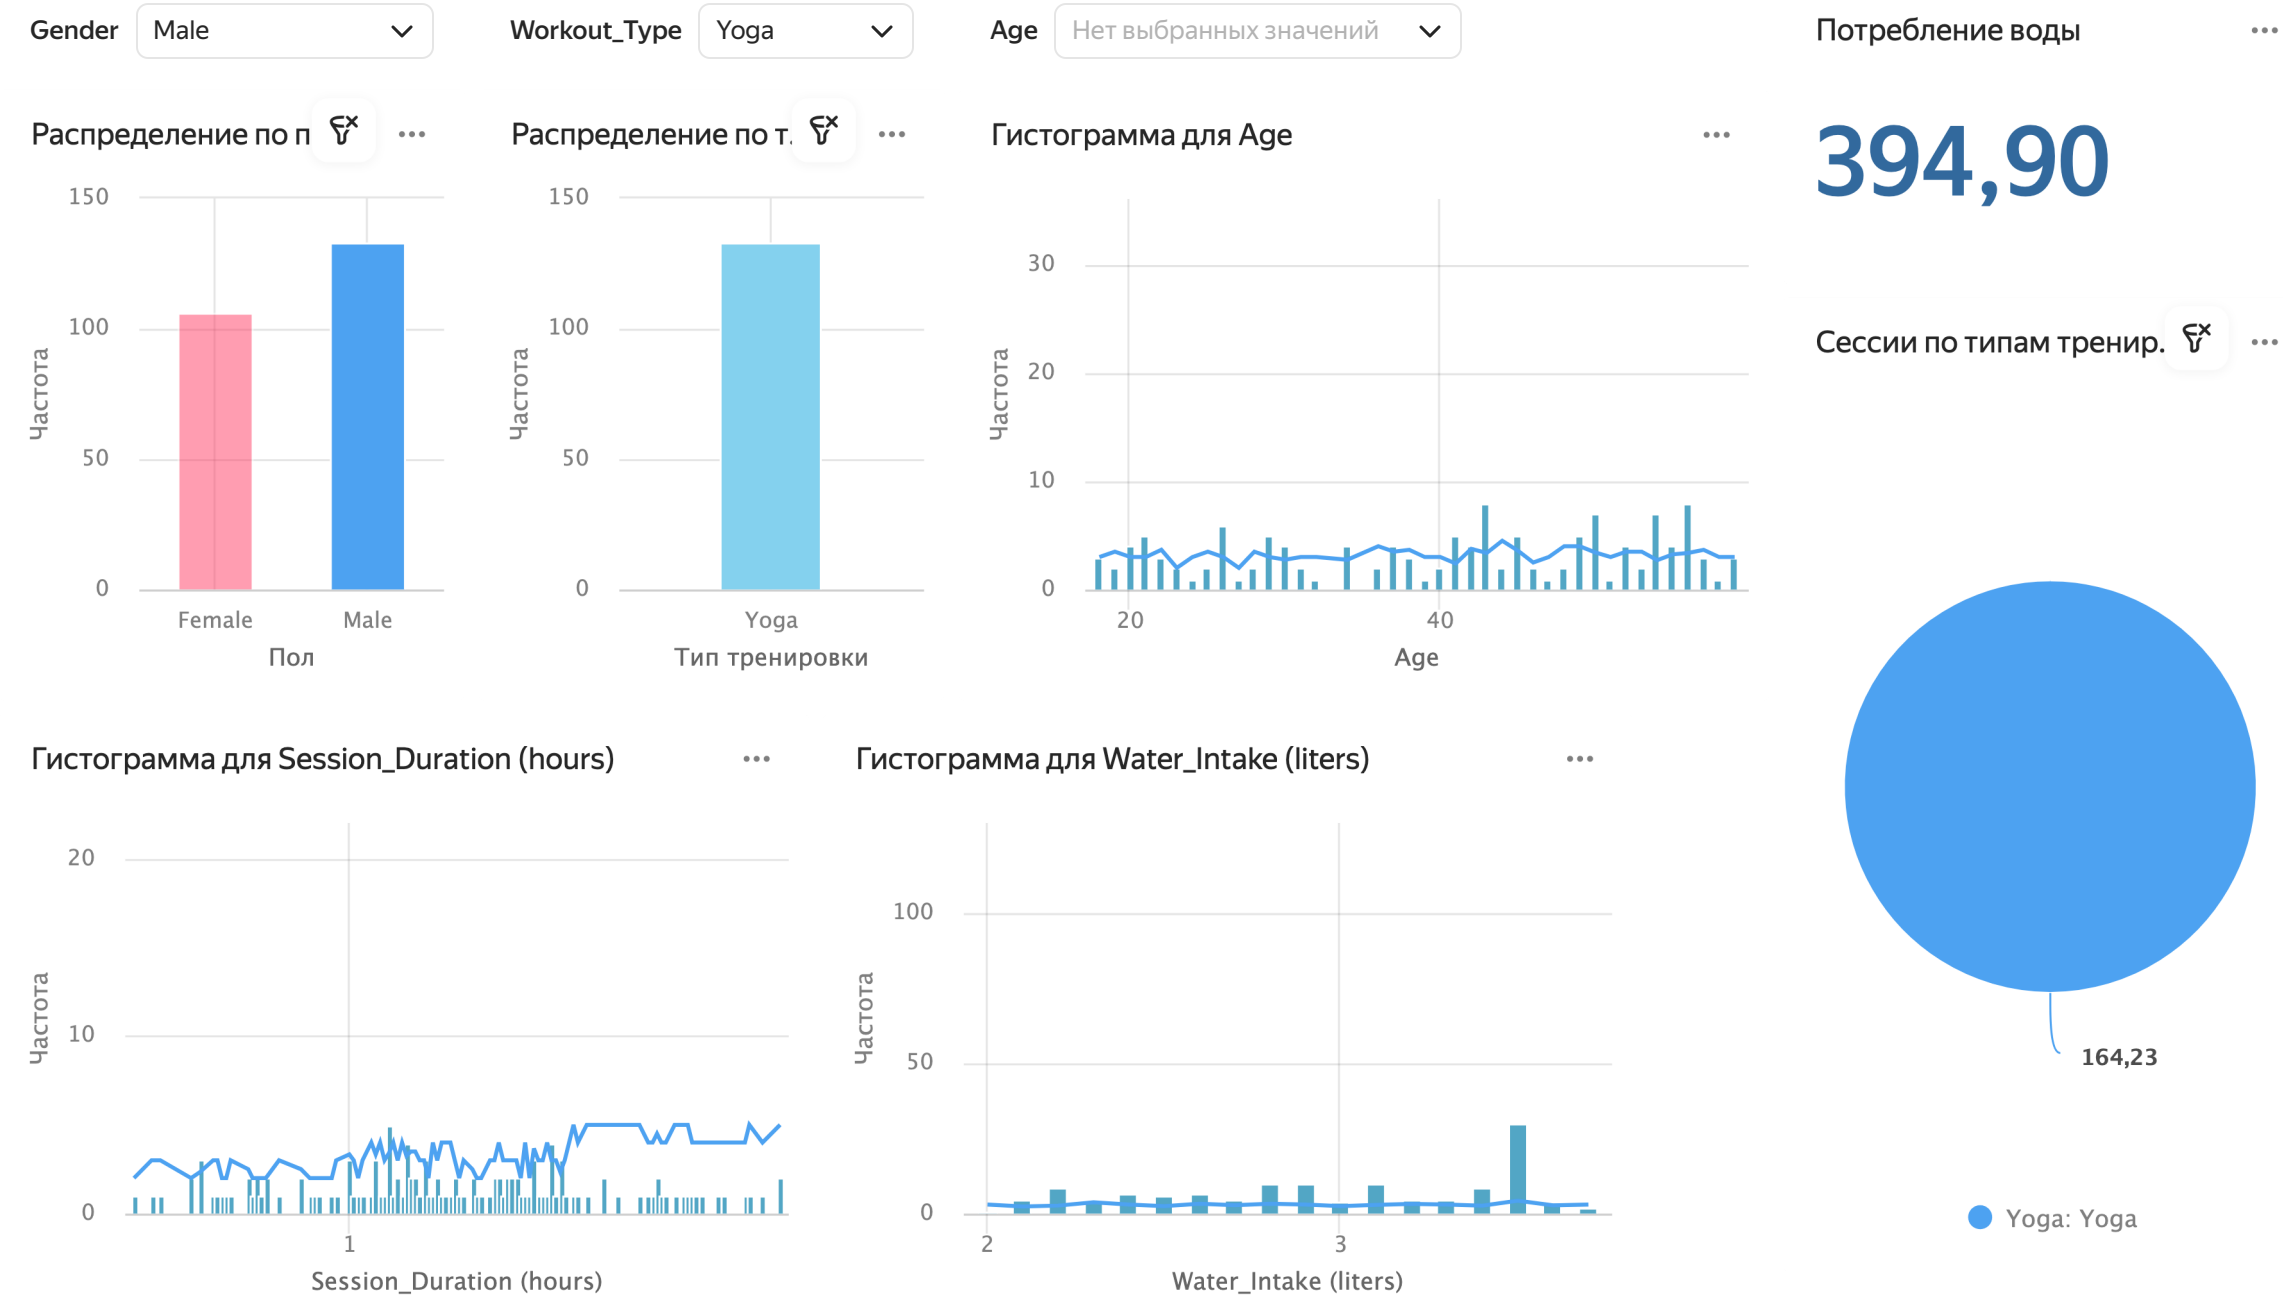 Gender Male Workout_Type Yoga Age Нет выбранных значений
Потребление воды
394,90
Распределение по п
150
100
50
0
Частота
Female Male
Пол
Распределение по т.
150
100
50
0
Частота
Yoga
Тип тренировки
Гистограмма для Age
30
20
10
0
Частота
20 40
Age
Сессии по типам тренир.
164,23
Yoga: Yoga
Гистограмма для Session_Duration (hours)
20
10
0
Частота
1
Session_Duration (hours)
Гистограмма для Water_Intake (liters)
100
50
0
Частота
2 3
Water_Intake (liters)